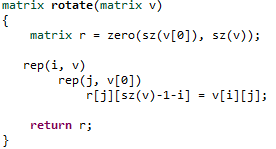 matrix rotate(matrix v)
{
    matrix r = zero(sz(v[0]), sz(v));

    rep(i, v)
        rep(j, v[0])
            r[j][sz(v)-1-i] = v[i][j];

    return r;
}